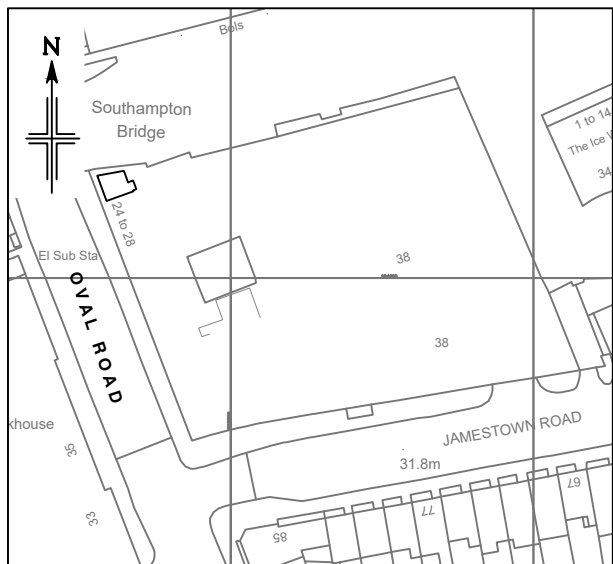 Bols
N
Southampton
Bridge
1 to 14
The Ice
34
24 to 28
El Sub Sta
38
OVAL ROAD
38
khouse
JAMESTOWN ROAD
31.8m
35
33
67
77
85